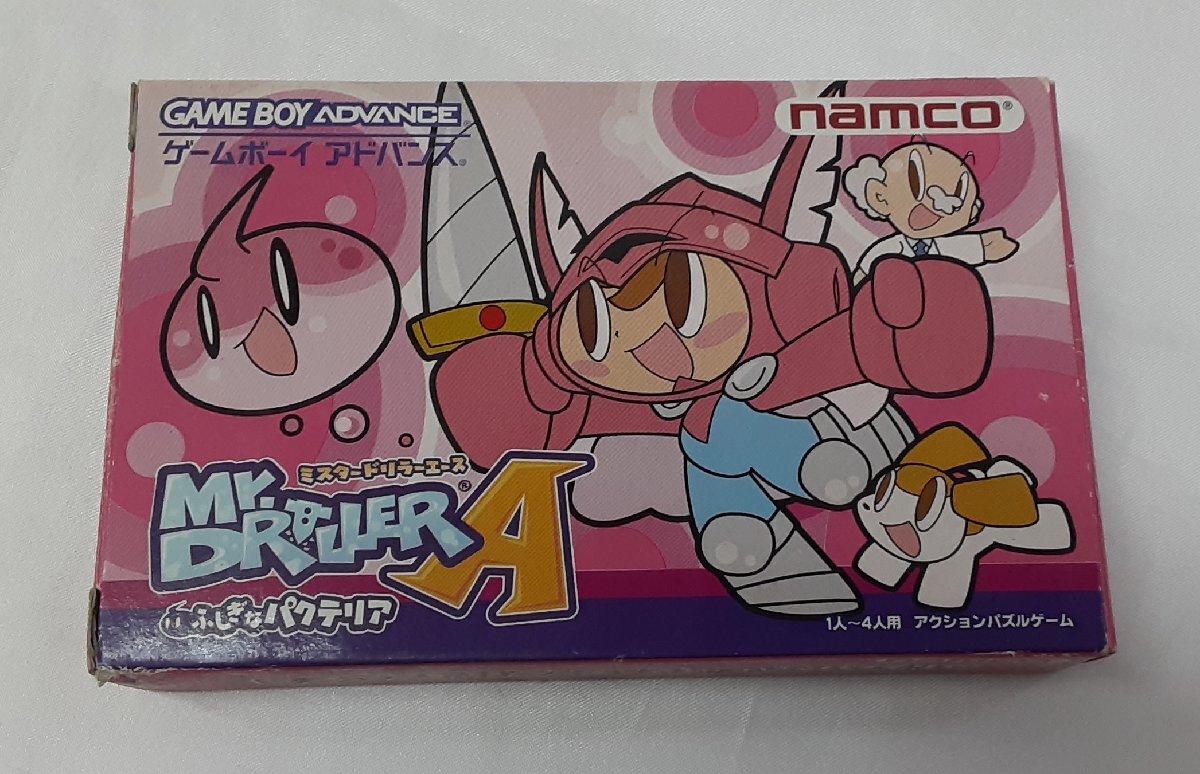 GAME BOY ADVANCE
ゲームボーイ アドバンス®
namco®
ミスタードリラーエース
MR. DRILLER® A
ふしぎなパクテリア
1人～4人用 アクションパズルゲーム